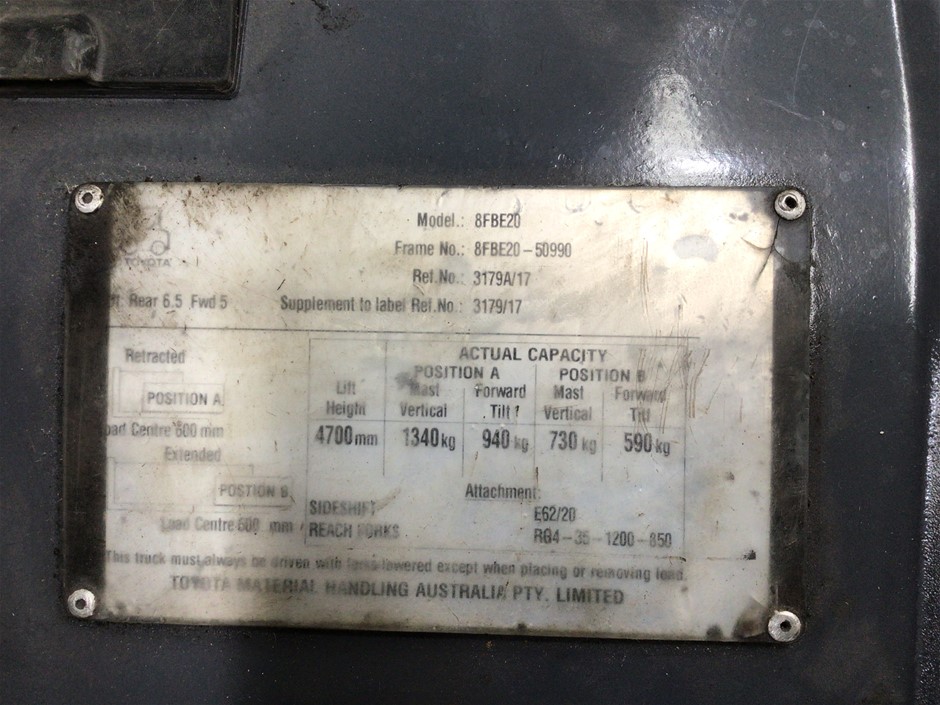 Model.: 8FBE20
Frame No.: 8FBE20-50990
TOYOTA
Ref.No.: 3179A/17
Rear 6.5 Fwd 5
Supplement to label Ref.No.: 3179/17
Retracted
POSITION A
Load Centre 600 mm
Extended
POSTION B
Load Centre 600 mm
ACTUAL CAPACITY
POSITION A POSITION B
Lift Height Mast Vertical Forward Tilt Mast Vertical Forward Tilt
4700mm 1340kg 940kg 730kg 590kg
Attachment:
SIDESHIFT E62/20
REACH FORKS RG4-35-1200-850
This truck must always be driven with forks lowered except when placing or removing load.
TOYOTA MATERIAL HANDLING AUSTRALIA PTY. LIMITED